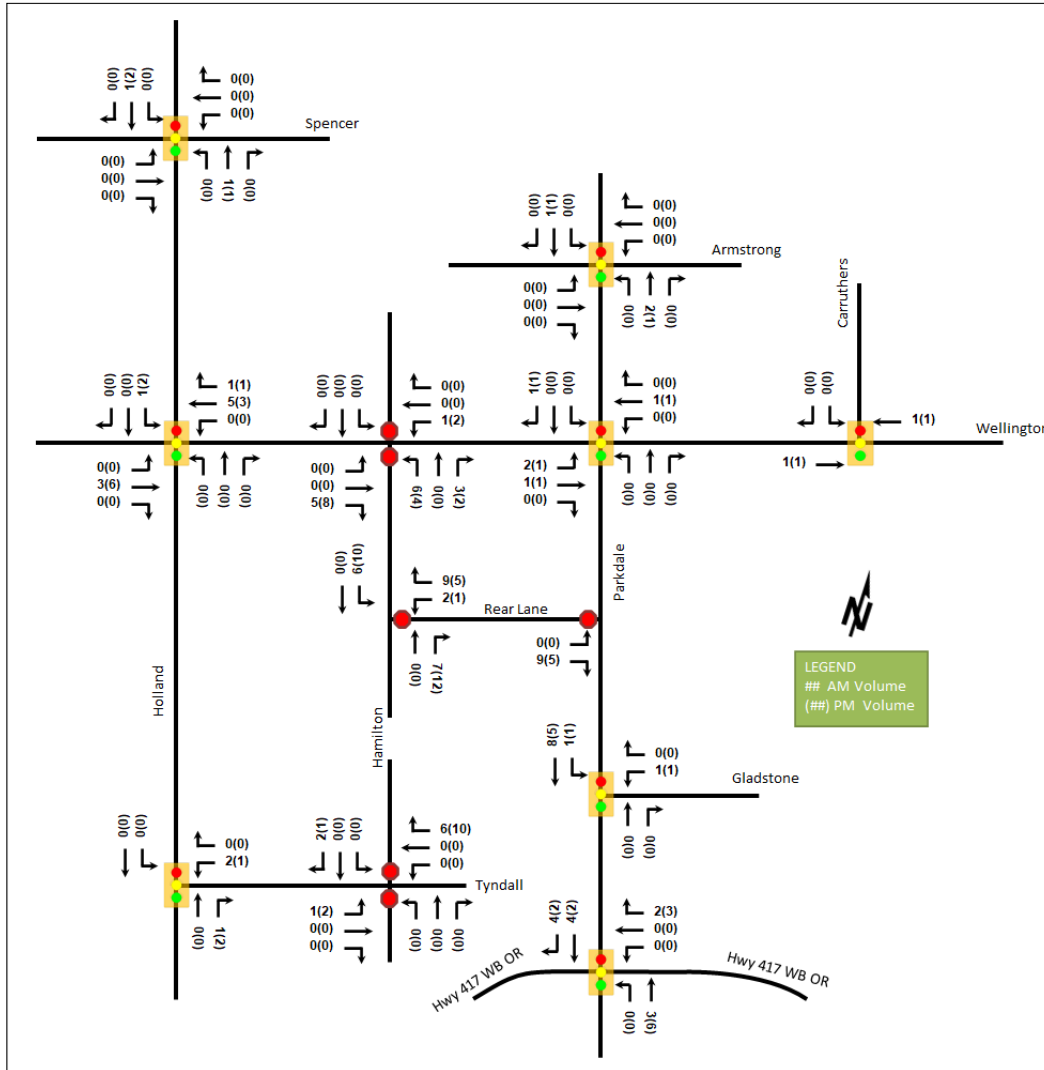 0(0) 1(2) 0(0)
0(0)
0(0)
0(0)
Spencer
0(0)
0(0)
0(0)
0(0) 1(1) 0(0)
0(0) 1(1) 0(0)
0(0)
0(0)
0(0)
Armstrong
0(0)
0(0)
0(0)
0(0) 2(1) 0(0)
Carruthers
0(0) 0(0) 1(2)
1(1)
5(3)
0(0)
0(0)
3(6)
0(0)
0(0) 0(0) 0(0)
0(0) 0(0) 0(0)
0(0)
0(0)
1(2)
0(0)
0(0)
5(8)
6(4) 0(0) 3(2)
1(1) 0(0) 0(0)
0(0)
1(1)
0(0)
2(1)
1(1)
0(0)
0(0) 0(0) 0(0)
0(0) 0(0)
1(1)
1(1)
Wellington
Parkdale
0(0) 6(10)
9(5)
2(1)
Rear Lane
0(0) 7(12)
0(0)
9(5)
Holland
Hamilton
N
LEGEND
## AM Volume
(##) PM Volume
8(5) 1(1)
0(0)
1(1)
Gladstone
0(0) 0(0)
0(0) 0(0)
0(0)
2(1)
0(0) 1(2)
2(1) 0(0) 0(0)
6(10)
0(0)
0(0)
Tyndall
1(2)
0(0)
0(0)
0(0) 0(0) 0(0)
4(2) 4(2)
2(3)
0(0)
0(0)
Hwy 417 WB OR
Hwy 417 WB OR
0(0) 3(6)